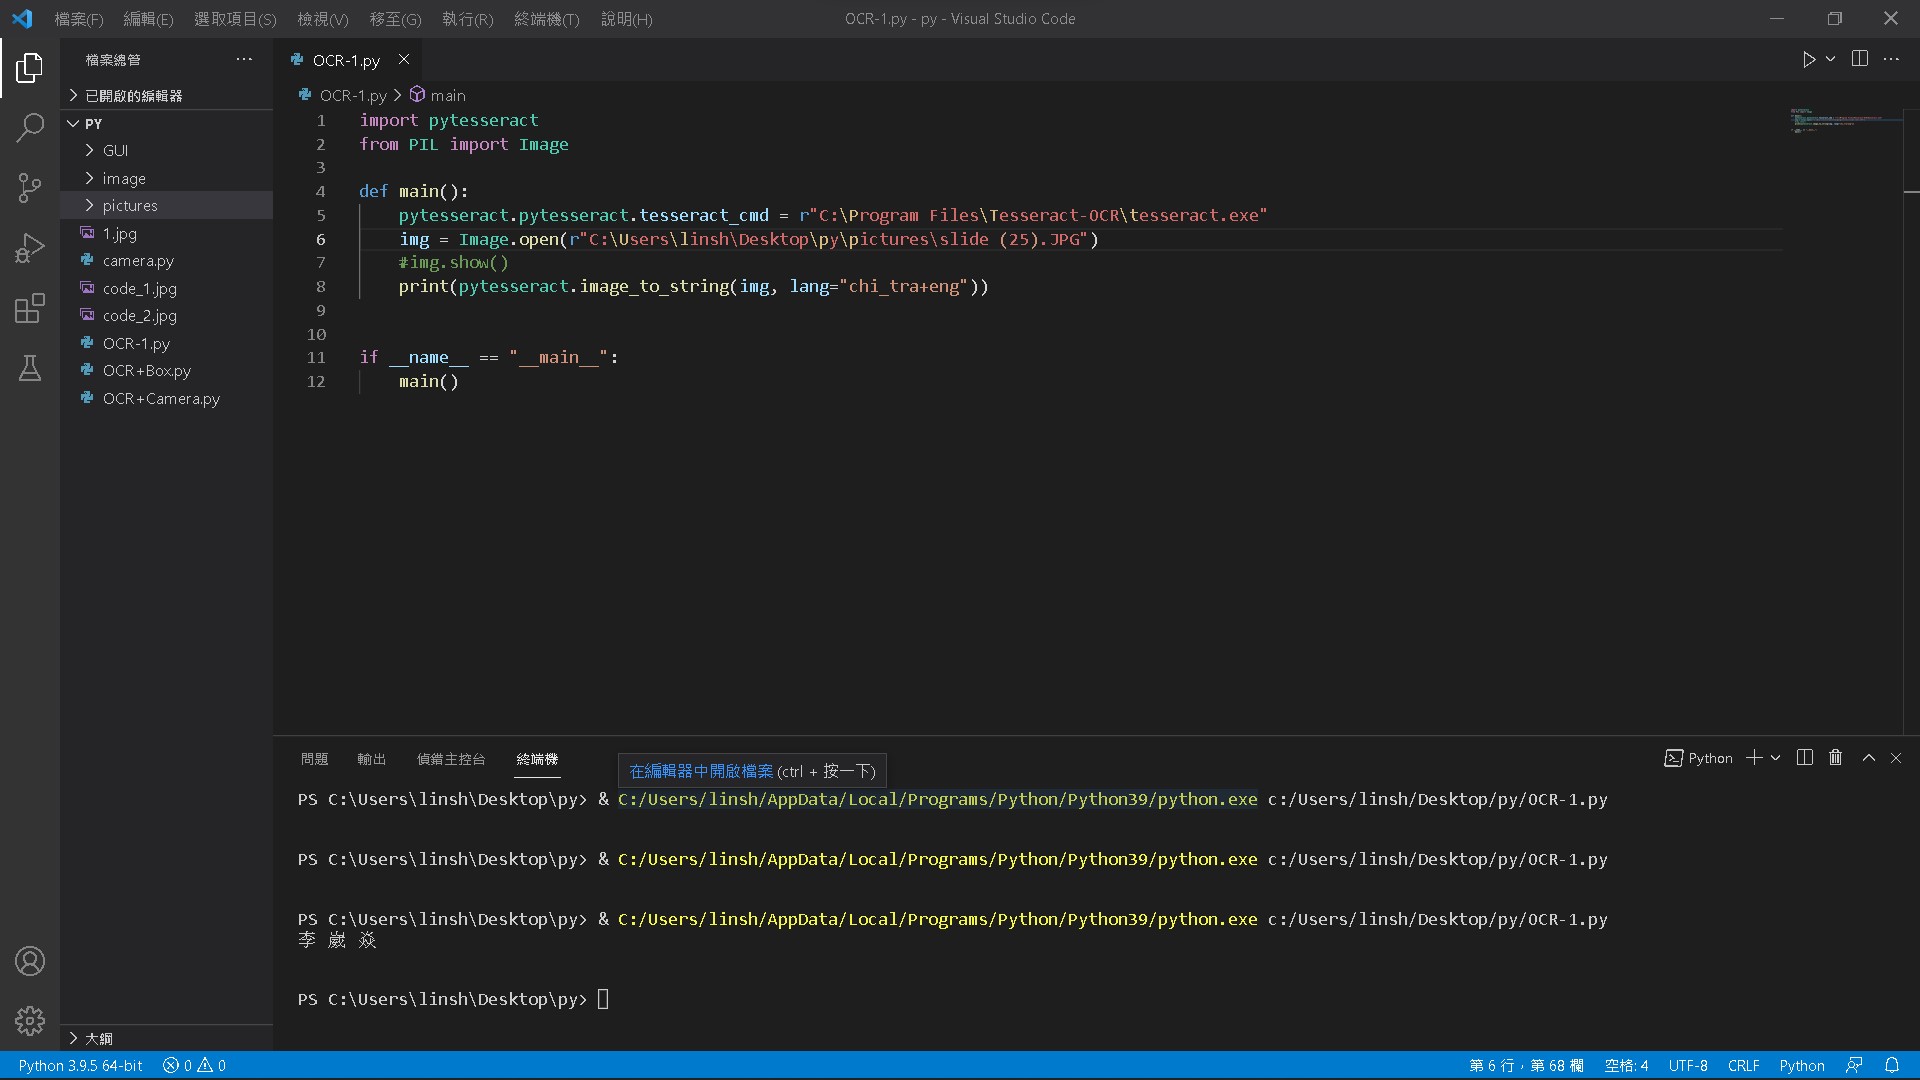 檔案(F) 編輯(E) 選取項目(S) 檢視(V) 移至(G) 執行(R) 終端機(T) 說明(H) OCR-1.py - py - Visual Studio Code
檔案總管
已開啟的編輯器
PY
GUI
image
pictures
1.jpg
camera.py
code_1.jpg
code_2.jpg
OCR-1.py
OCR+Box.py
OCR+Camera.py
大綱
OCR-1.py
OCR-1.py > main
1 import pytesseract
2 from PIL import Image
3
4 def main():
5 pytesseract.pytesseract.tesseract_cmd = r"C:\Program Files\Tesseract-OCR\tesseract.exe"
6 img = Image.open(r"C:\Users\linsh\Desktop\py\pictures\slide (25).JPG")
7 #img.show()
8 print(pytesseract.image_to_string(img, lang="chi_tra+eng"))
9
10
11 if __name__ == "__main__":
12 main()
問題 輸出 偵錯主控台 終端機 Python
在編輯器中開啟檔案 (ctrl + 按一下)
PS C:\Users\linsh\Desktop\py> & C:/Users/linsh/AppData/Local/Programs/Python/Python39/python.exe c:/Users/linsh/Desktop/py/OCR-1.py
PS C:\Users\linsh\Desktop\py> & C:/Users/linsh/AppData/Local/Programs/Python/Python39/python.exe c:/Users/linsh/Desktop/py/OCR-1.py
PS C:\Users\linsh\Desktop\py> & C:/Users/linsh/AppData/Local/Programs/Python/Python39/python.exe c:/Users/linsh/Desktop/py/OCR-1.py
李 崴 焱
PS C:\Users\linsh\Desktop\py>
Python 3.9.5 64-bit 0 0 第 6 行，第 68 欄 空格: 4 UTF-8 CRLF Python